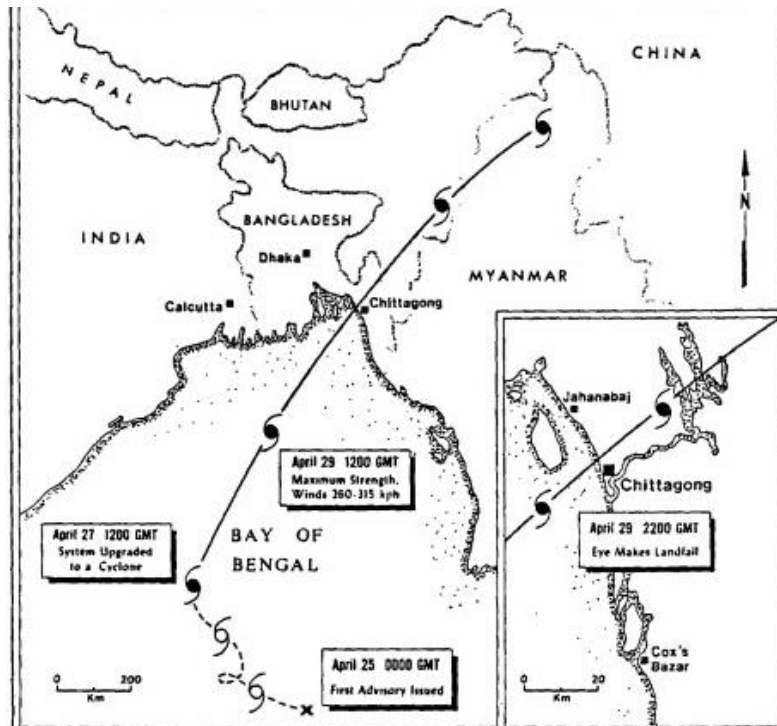 CHINA
NEPAL
BHUTAN
N
BANGLADESH
INDIA
Dhaka
MYANMAR
Calcutta
Chittagong
April 29 1200 GMT
Maximum Strength,
Winds 260-315 kph
April 27 1200 GMT
System Upgraded
to a Cyclone
BAY OF
BENGAL
April 25 0000 GMT
First Advisory Issued
0 200
Km
Jahanabaj
Chittagong
April 29 2200 GMT
Eye Makes Landfall
Cox's
Bazar
0 20
Km